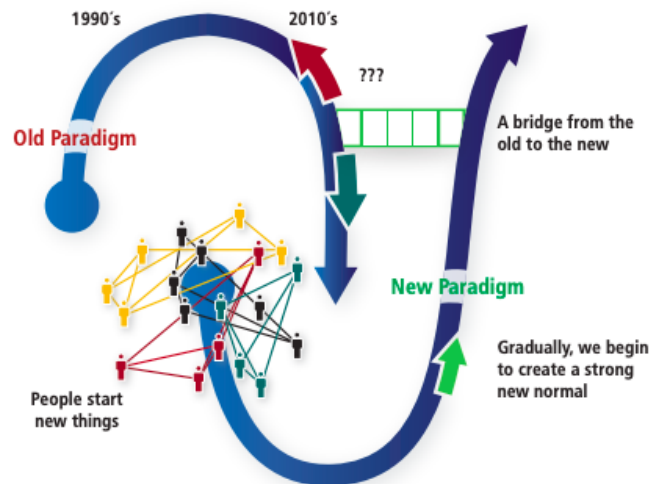 1990´s
2010´s
???
Old Paradigm
A bridge from the
old to the new
New Paradigm
Gradually, we begin
to create a strong
new normal
People start
new things